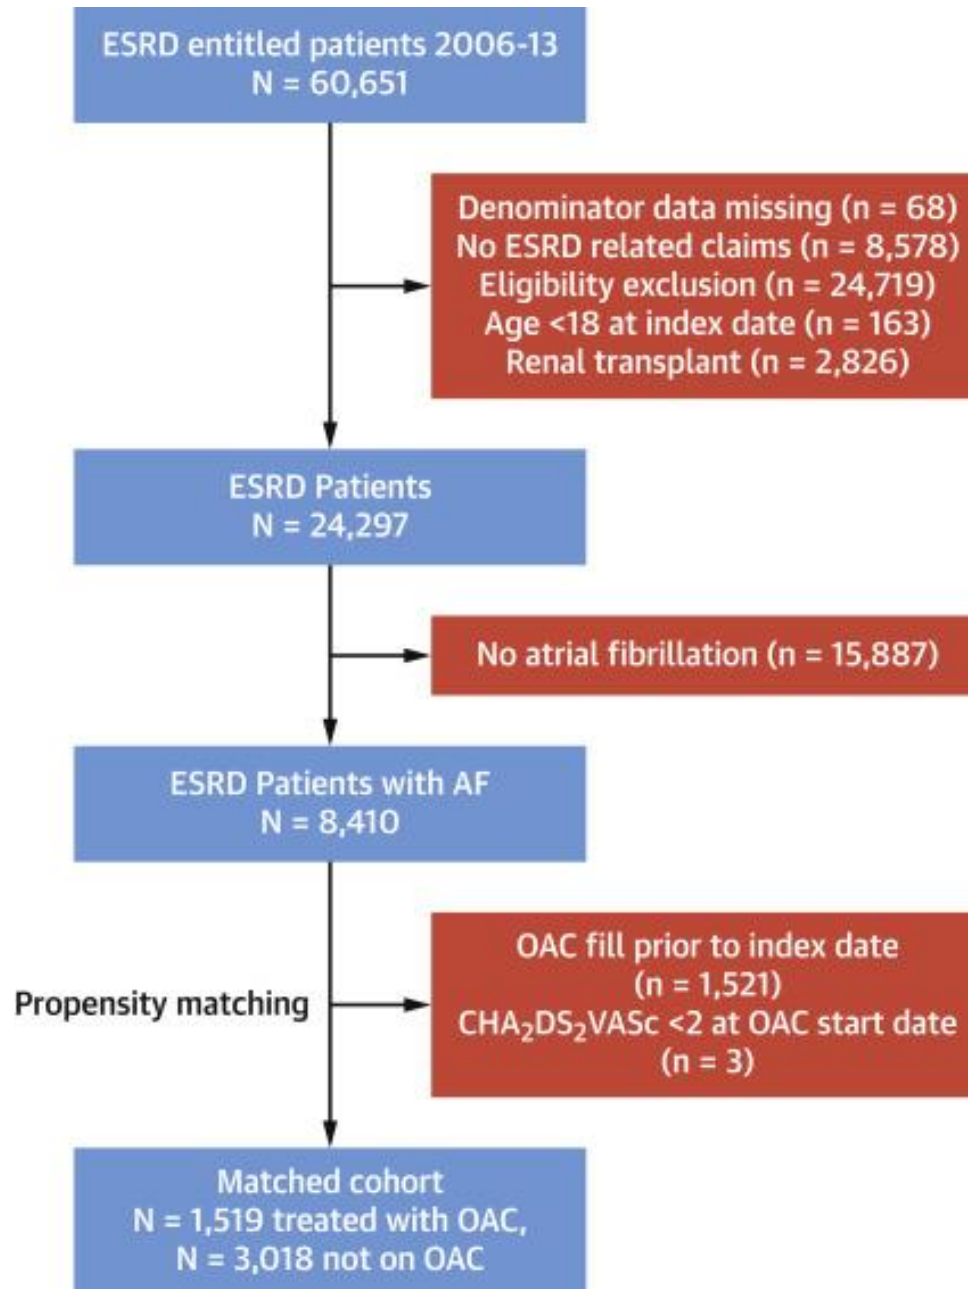 ESRD entitled patients 2006-13
N = 60,651
Denominator data missing (n = 68)
No ESRD related claims (n = 8,578)
Eligibility exclusion (n = 24,719)
Age <18 at index date (n = 163)
Renal transplant (n = 2,826)
ESRD Patients
N = 24,297
No atrial fibrillation (n = 15,887)
ESRD Patients with AF
N = 8,410
OAC fill prior to index date
(n = 1,521)
CHA₂DS₂VASc <2 at OAC start date
(n = 3)
Propensity matching
Matched cohort
N = 1,519 treated with OAC,
N = 3,018 not on OAC